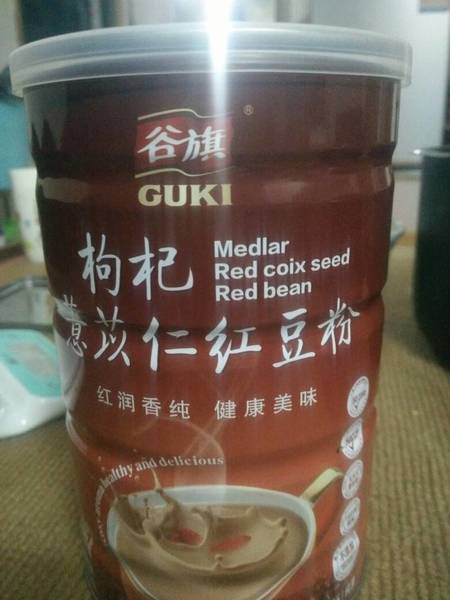 谷旗
®
GUKI
枸杞
Medlar
Red coix seed
Red bean
薏苡仁红豆粉
红润香纯 健康美味
healthy and delicious